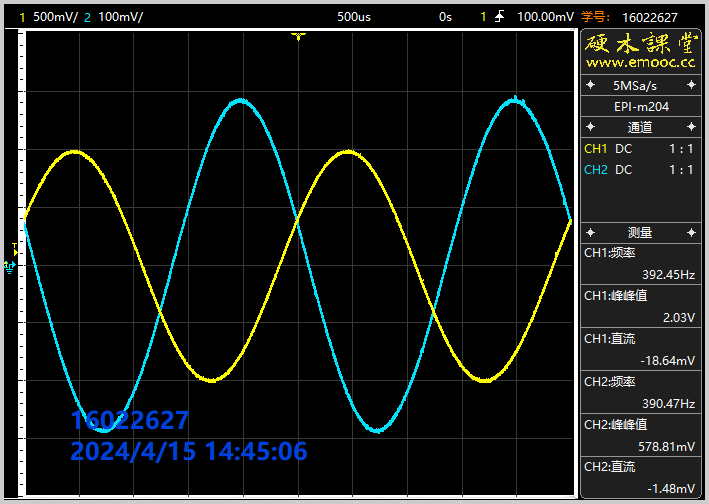 1 500mV/ 2 100mV/ 500us 0s 1 100.00mV 学号: 16022627
硬木課堂
www.emooc.cc
5MSa/s
EPI-m204
通道
CH1 DC 1 : 1
CH2 DC 1 : 1
测量
CH1:频率
392.45Hz
CH1:峰峰值
2.03V
CH1:直流
-18.64mV
CH2:频率
390.47Hz
CH2:峰峰值
578.81mV
CH2:直流
-1.48mV
T
16022627
2024/4/15 14:45:06